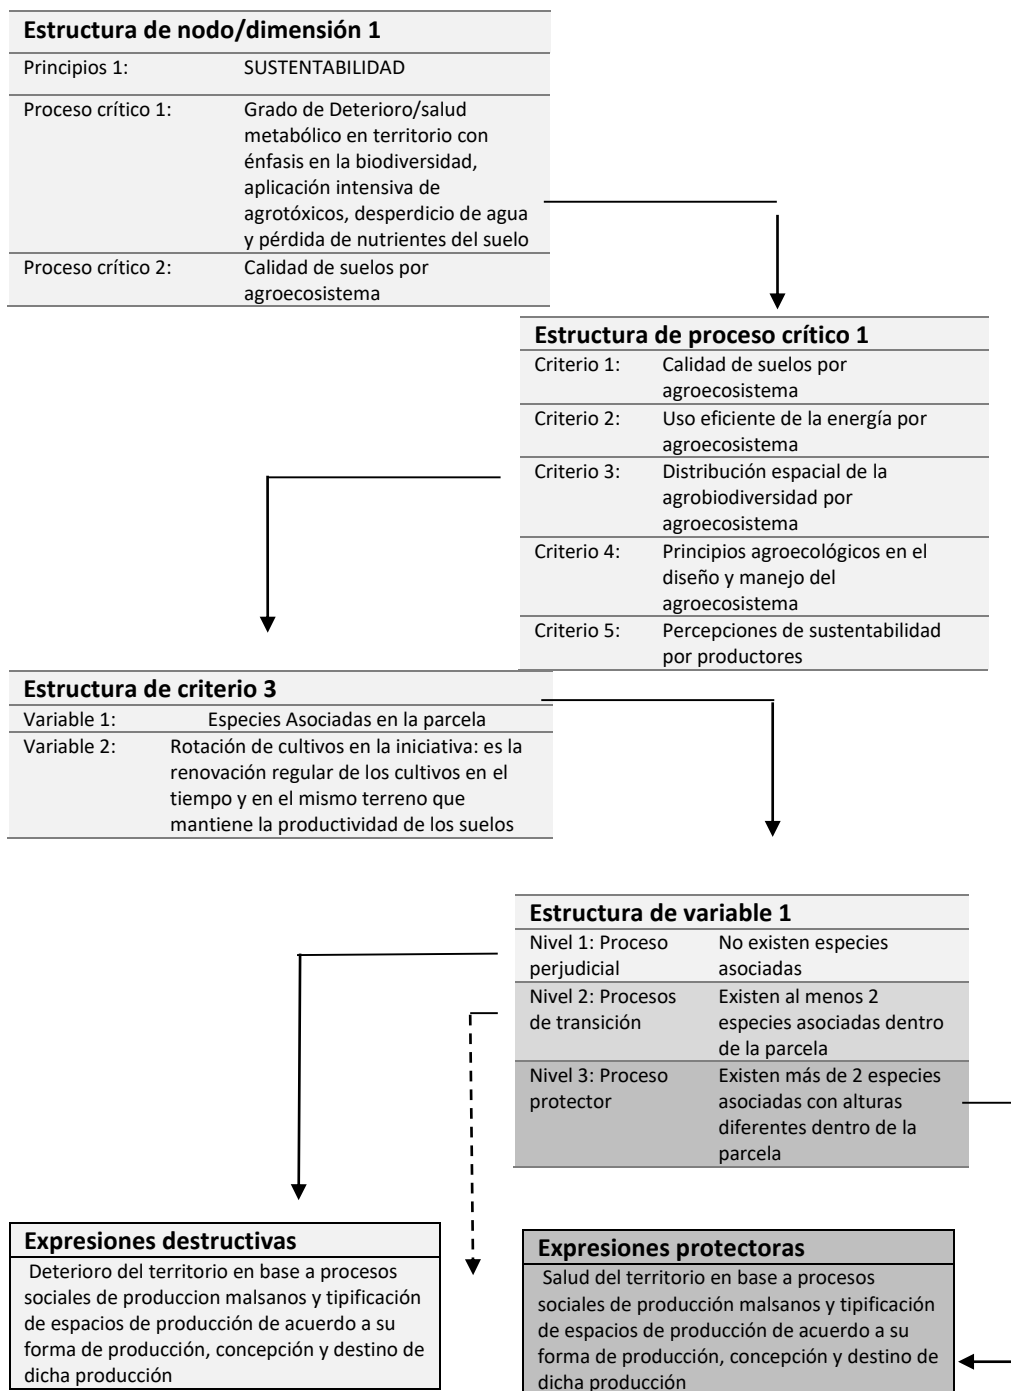 Estructura de nodo/dimensión 1
Principios 1: SUSTENTABILIDAD
Proceso crítico 1: Grado de Deterioro/salud
metabólico en territorio con
énfasis en la biodiversidad,
aplicación intensiva de
agrotóxicos, desperdicio de agua
y pérdida de nutrientes del suelo
Proceso crítico 2: Calidad de suelos por
agroecosistema
Estructura de proceso crítico 1
Criterio 1: Calidad de suelos por
agroecosistema
Criterio 2: Uso eficiente de la energía por
agroecosistema
Criterio 3: Distribución espacial de la
agrobiodiversidad por
agroecosistema
Criterio 4: Principios agroecológicos en el
diseño y manejo del
agroecosistema
Criterio 5: Percepciones de sustentabilidad
por productores
Estructura de criterio 3
Variable 1: Especies Asociadas en la parcela
Variable 2: Rotación de cultivos en la iniciativa: es la
renovación regular de los cultivos en el
tiempo y en el mismo terreno que
mantiene la productividad de los suelos
Estructura de variable 1
Nivel 1: Proceso No existen especies
perjudicial asociadas
Nivel 2: Procesos Existen al menos 2
de transición especies asociadas dentro
de la parcela
Nivel 3: Proceso Existen más de 2 especies
protector asociadas con alturas
diferentes dentro de la
parcela
Expresiones destructivas
Deterioro del territorio en base a procesos
sociales de produccion malsanos y tipificación
de espacios de producción de acuerdo a su
forma de producción, concepción y destino de
dicha producción
Expresiones protectoras
Salud del territorio en base a procesos
sociales de producción malsanos y tipificación
de espacios de producción de acuerdo a su
forma de producción, concepción y destino de
dicha producción